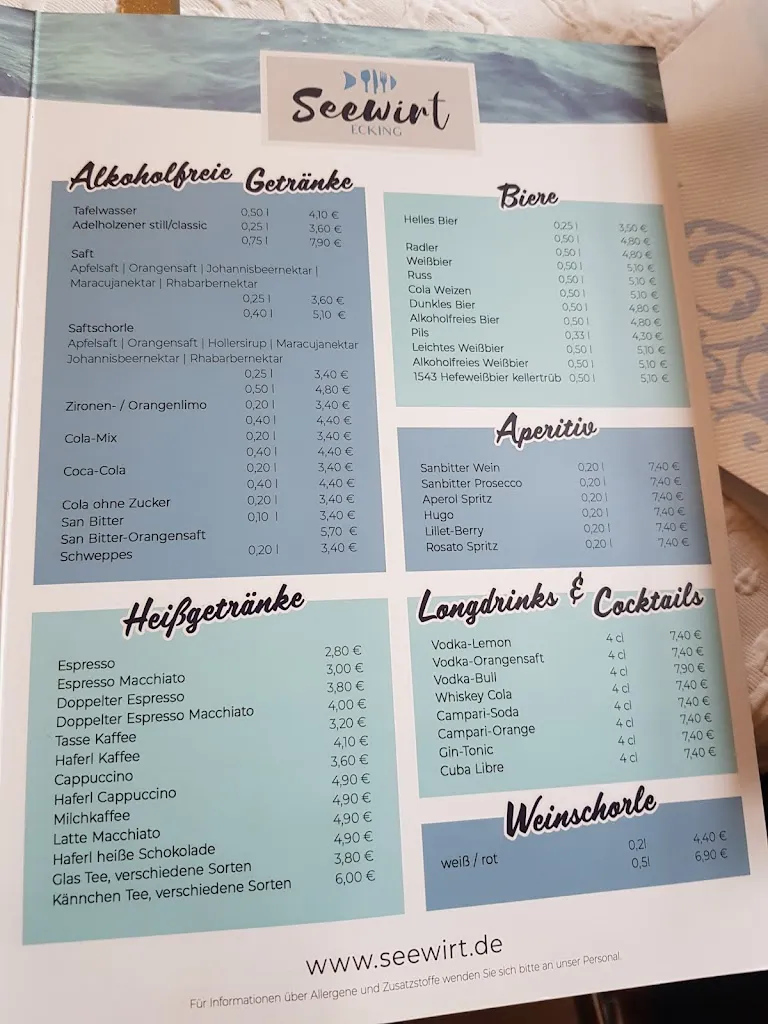 Seewirt
ECKING
Alkoholfreie Getränke
Tafelwasser 0,50 l 4,10 €
Adelholzener still/classic 0,25 l 3,60 €
0,75 l 7,90 €
Saft
Apfelsaft | Orangensaft | Johannisbeernektar |
Maracujanektar | Rhabarbernektar
0,25 l 3,60 €
0,40 l 5,10 €
Saftschorle
Apfelsaft | Orangensaft | Hollersirup | Maracujanektar
Johannisbeernektar | Rhabarbernektar
0,25 l 3,40 €
0,50 l 4,80 €
Zironen- / Orangenlimo 0,20 l 3,40 €
0,40 l 4,40 €
Cola-Mix 0,20 l 3,40 €
0,40 l 4,40 €
Coca-Cola 0,20 l 3,40 €
0,40 l 4,40 €
Cola ohne Zucker 0,20 l 3,40 €
San Bitter 0,10 l 3,40 €
San Bitter-Orangensaft 5,70 €
Schweppes 0,20 l 3,40 €
Heißgetränke
Espresso 2,80 €
Espresso Macchiato 3,00 €
Doppelter Espresso 3,80 €
Doppelter Espresso Macchiato 4,00 €
Tasse Kaffee 3,20 €
Haferl Kaffee 4,10 €
Cappuccino 3,60 €
Haferl Cappuccino 4,90 €
Milchkaffee 4,90 €
Latte Macchiato 4,90 €
Haferl heiße Schokolade 4,90 €
Glas Tee, verschiedene Sorten 3,80 €
Kännchen Tee, verschiedene Sorten 6,00 €
Biere
Helles Bier 0,25 l 3,50 €
0,50 l 4,80 €
Radler 0,50 l 4,80 €
Weißbier 0,50 l 5,10 €
Russ 0,50 l 5,10 €
Cola Weizen 0,50 l 5,10 €
Dunkles Bier 0,50 l 4,80 €
Alkoholfreies Bier 0,50 l 4,80 €
Pils 0,33 l 4,30 €
Leichtes Weißbier 0,50 l 5,10 €
Alkoholfreies Weißbier 0,50 l 5,10 €
1543 Hefeweißbier kellertrüb 0,50 l 5,10 €
Aperitiv
Sanbitter Wein 0,20 l 7,40 €
Sanbitter Prosecco 0,20 l 7,40 €
Aperol Spritz 0,20 l 7,40 €
Hugo 0,20 l 7,40 €
Lillet-Berry 0,20 l 7,40 €
Rosato Spritz 0,20 l 7,40 €
Longdrinks & Cocktails
Vodka-Lemon 4 cl 7,40 €
Vodka-Orangensaft 4 cl 7,40 €
Vodka-Bull 4 cl 7,90 €
Whiskey Cola 4 cl 7,40 €
Campari-Soda 4 cl 7,40 €
Campari-Orange 4 cl 7,40 €
Gin-Tonic 4 cl 7,40 €
Cuba Libre 4 cl 7,40 €
Weinschorle
weiß / rot 0,2l 4,40 €
0,5l 6,90 €
www.seewirt.de
Für Informationen über Allergene und Zusatzstoffe wenden Sie sich bitte an unser Personal.